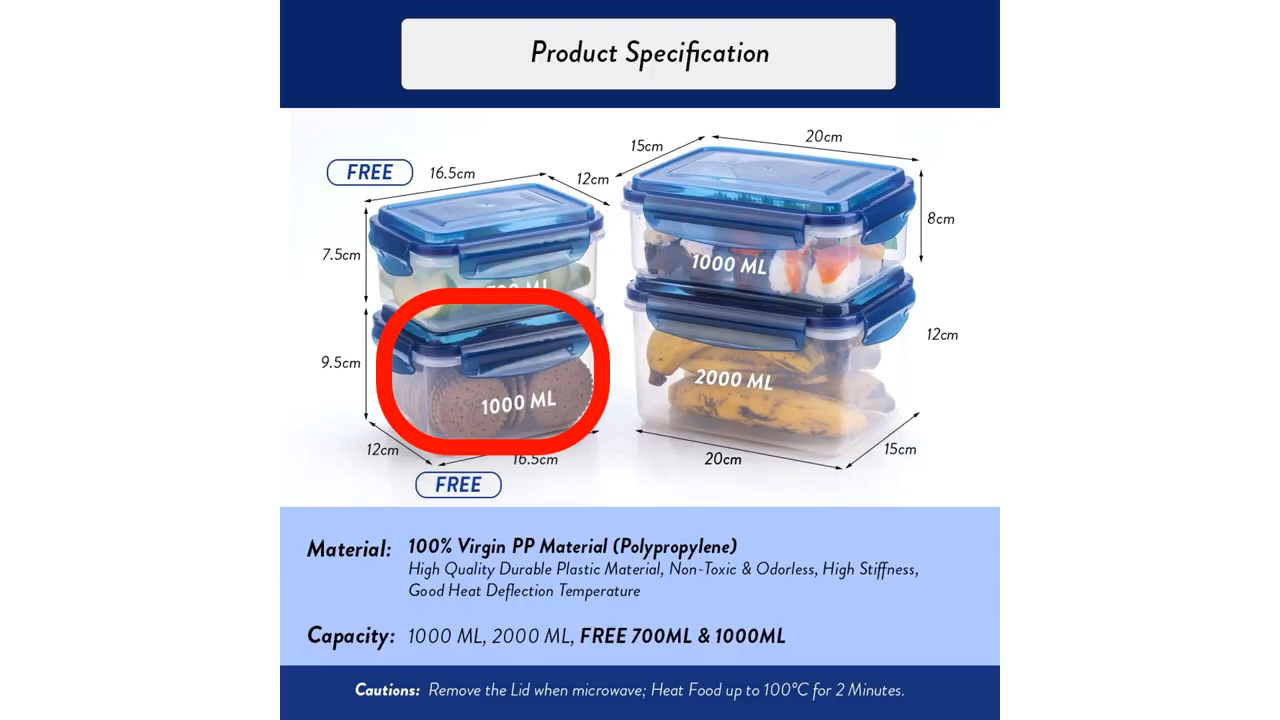 Product Specification
FREE
16.5cm
12cm
15cm
20cm
7.5cm
8cm
1000 ML
700 ML
9.5cm
1000 ML
12cm
2000 ML
12cm
16.5cm
20cm
15cm
FREE
Material: 100% Virgin PP Material (Polypropylene)
High Quality Durable Plastic Material, Non-Toxic & Odorless, High Stiffness,
Good Heat Deflection Temperature
Capacity: 1000 ML, 2000 ML, FREE 700ML & 1000ML
Cautions: Remove the Lid when microwave; Heat Food up to 100°C for 2 Minutes.